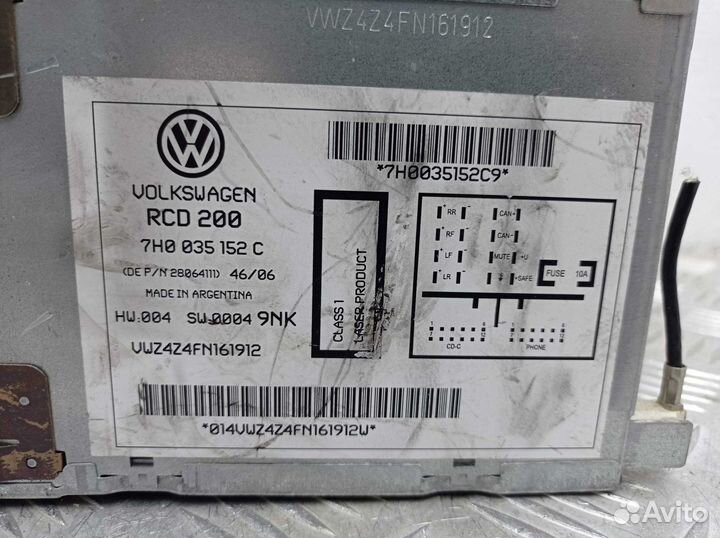 VWZ4Z4FN161912
VOLKSWAGEN
RCD 200
7H0 035 152 C
(DE P/N 28064111) 46/06
MADE IN ARGENTINA
HW.004 SW.0004 9NK
VWZ4Z4FN161912
*014VWZ4Z4FN161912W*
*7H0035152C9*
CLASS 1
LASER PRODUCT
+ RR - CAN+
+ RF - CAN-
+ LF - MUTE +U
+ LR - +SAFE
FUSE 10A
CD-C
PHONE
Avito